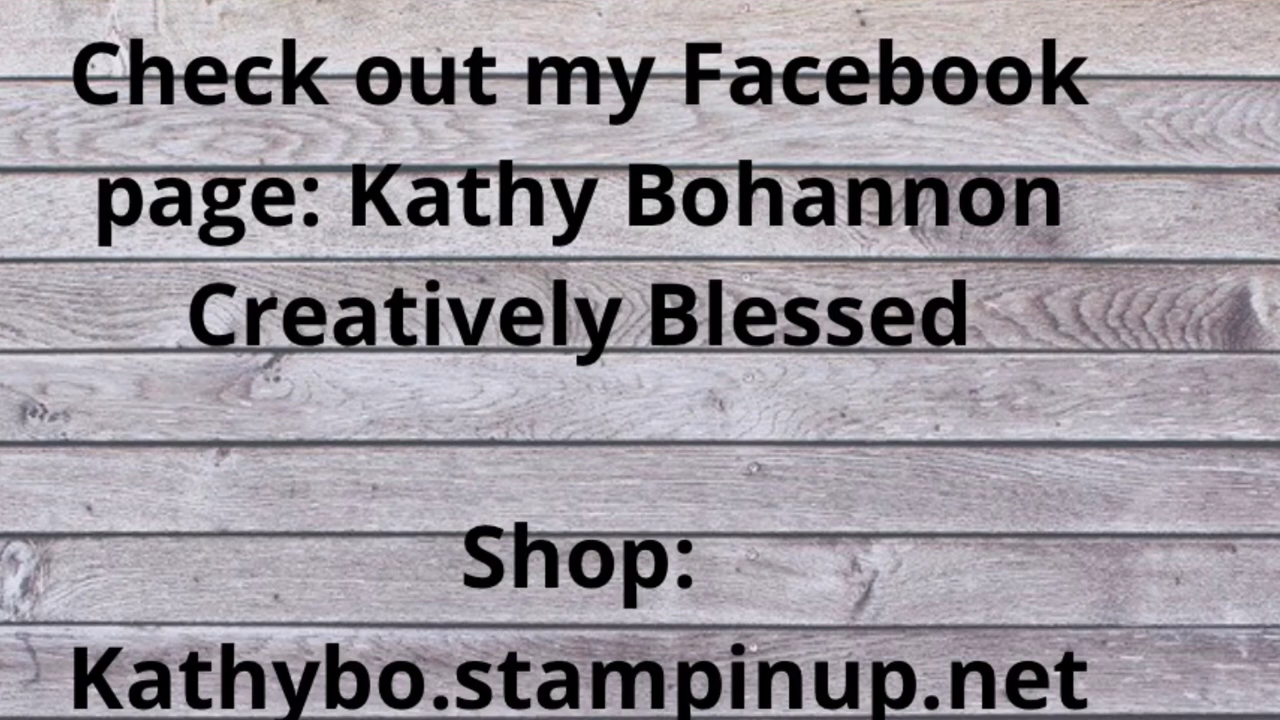 Check out my Facebook
page: Kathy Bohannon
Creatively Blessed
Shop:
Kathybo.stampinup.net